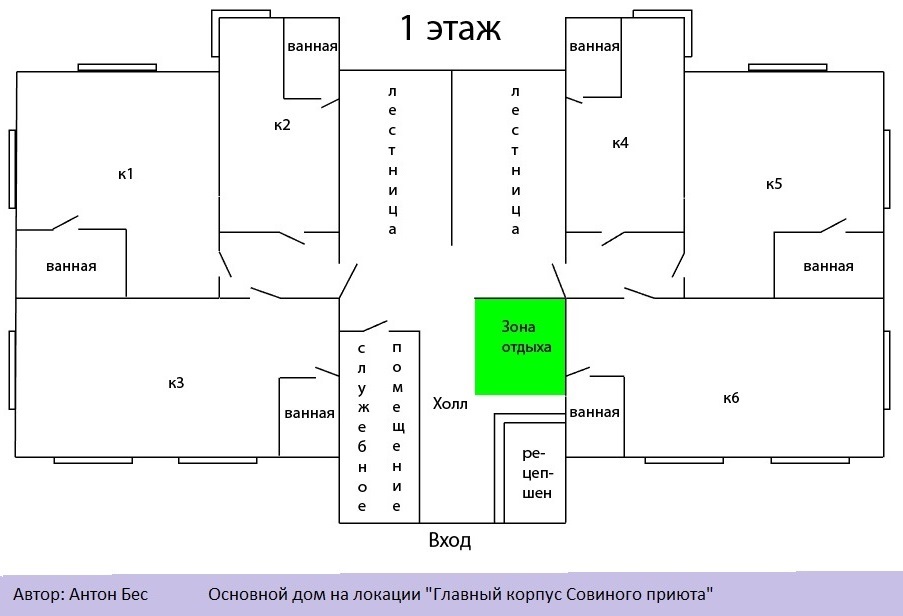 1 этаж
ванная
ванная
лестница
лестница
к2
к4
к1
к5
ванная
ванная
Зона
отдыха
служебное
помещение
к3
к6
Холл
ванная
ванная
ре-
цеп-
шен
Вход
Автор: Антон Бес
Основной дом на локации "Главный корпус Совиного приюта"